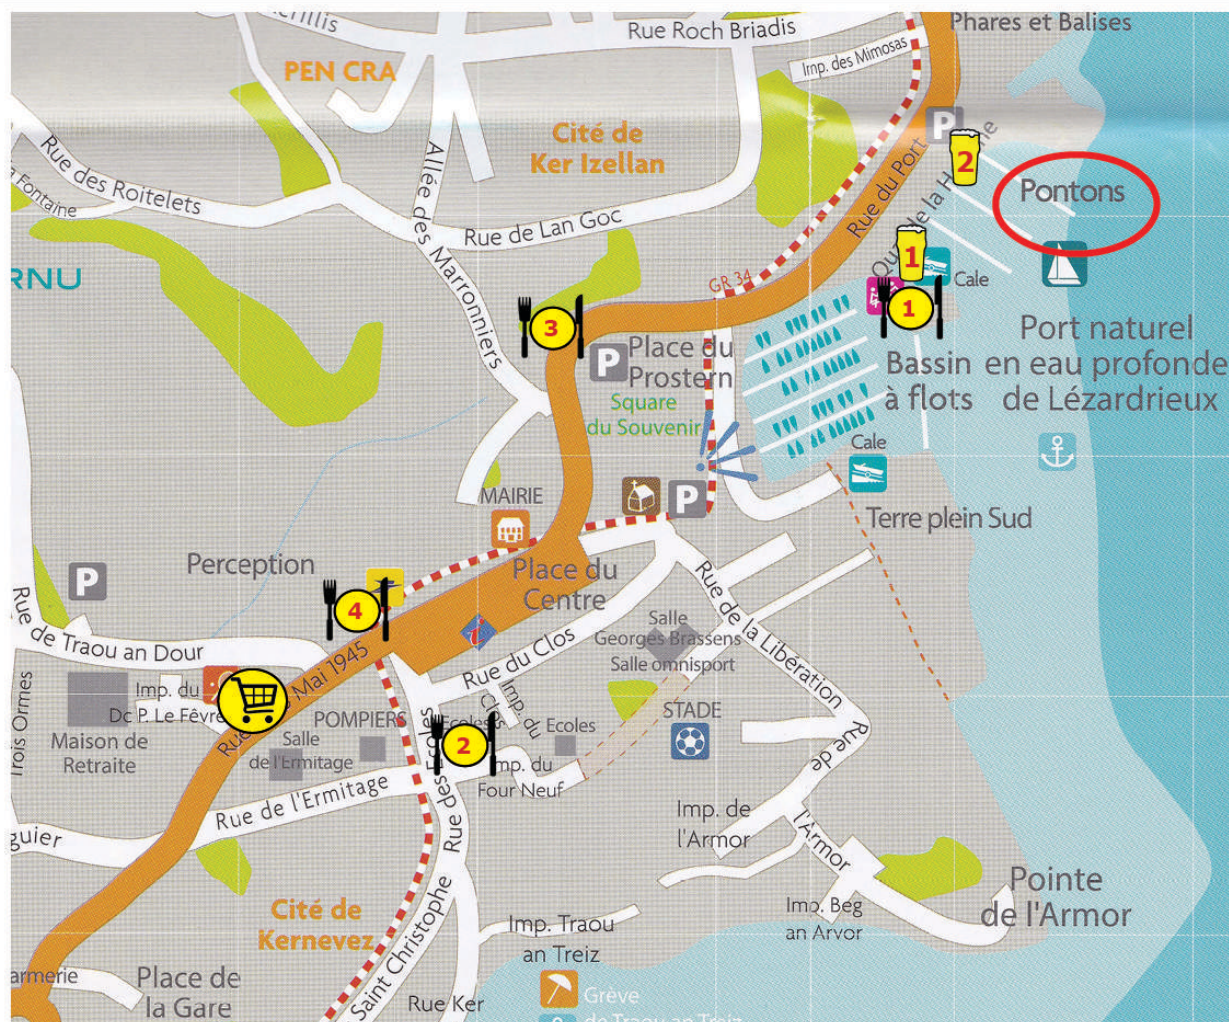 Phares et Balises
Rue Roch Briadis
Imp. des Mimosas
PEN CRA
Cité de
Ker Izellan
P
2
Pontons
Rue des Roitelets
Fontaine
Allée des Marronniers
Rue de Lan Goc
Rue du Port
RNU
GR 34
1
Cale
1
3
P
Place du
Prostern
Square
du Souvenir
Bassin
à flots
Port naturel
en eau profonde
de Lézardrieux
Cale
MAIRIE
P
Terre plein Sud
Perception
P
Place du
Centre
4
i
Rue de Traou an Dour
Rue du Clos
Salle
Georges Brassens
Salle omnisport
Rue de la Libération
Trois Ormes
Imp. du
Dc P. Le Fèvre
Mai 1945
Maison de
Retraite
Salle
de l'Ermitage
POMPIERS
Ecoles
2
Imp. du
Ecoles
STADE
Imp. du
Four Neuf
Rue de l'Ermitage
guier
Rue des
Rue de
l'Armor
Imp. de
l'Armor
Pointe
de l'Armor
Imp. Beg
an Arvor
Cité de
Kernevez
Saint Christophe
Imp. Traou
an Treiz
armerie
Place de
la Gare
Rue Ker
Grève
de Traou an Treiz